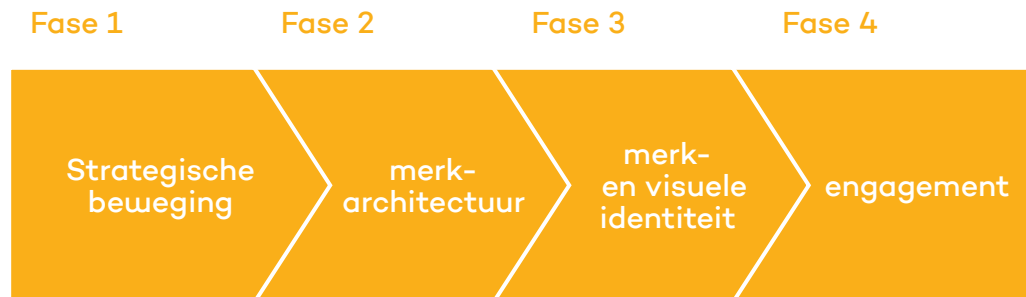 Fase 1
Fase 2
Fase 3
Fase 4
Strategische
beweging
merk-
architectuur
merk-
en visuele
identiteit
engagement